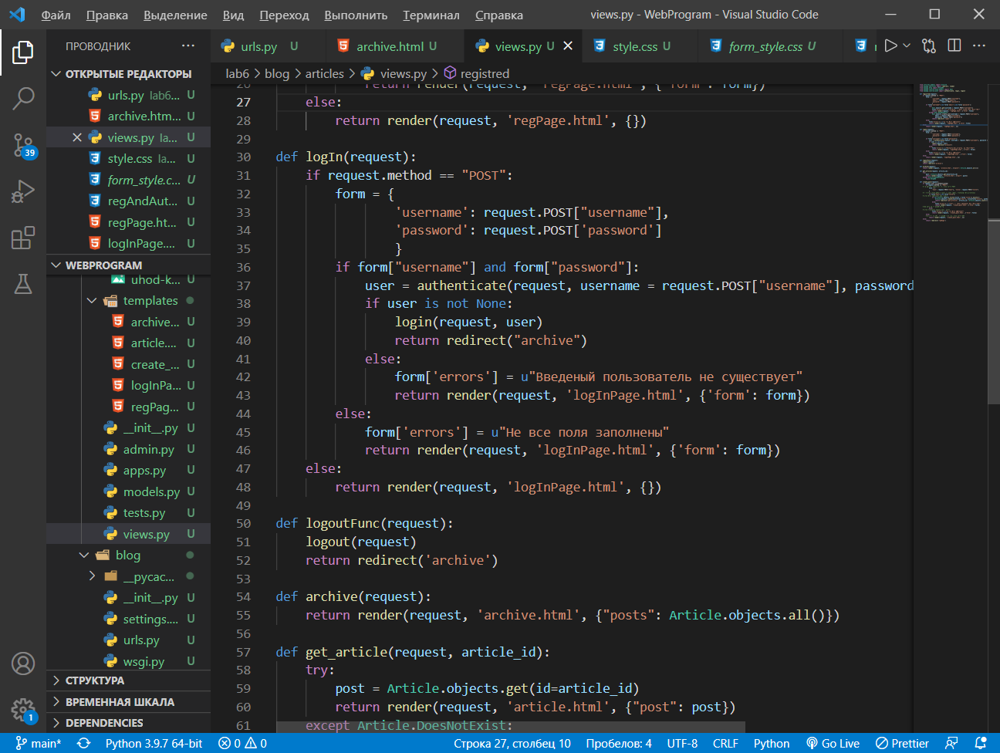 Файл Правка Выделение Вид Переход Выполнить Терминал Справка views.py - WebProgram - Visual Studio Code
ПРОВОДНИК ···
urls.py U archive.html U views.py U style.css U form_style.css U
ОТКРЫТЫЕ РЕДАКТОРЫ
urls.py lab6... U
archive.htm... U
views.py la... U
style.css la... U
form_style.c... U
regAndAut... U
regPage.ht... U
logInPage.... U
WEBPROGRAM
uhod-k... U
templates
archive... U
article.... U
create_... U
logInPa... U
regPag... U
__init__.py U
admin.py U
apps.py U
models.py U
tests.py U
views.py U
blog
__pycac...
__init__.py U
settings.... U
urls.py U
wsgi.py U
СТРУКТУРА
ВРЕМЕННАЯ ШКАЛА
DEPENDENCIES
39
1
lab6 > blog > articles > views.py > registred
26 return render(request, 'regPage.html', {'form': form})
27 else:
28 return render(request, 'regPage.html', {})
29
30 def logIn(request):
31 if request.method == "POST":
32 form = {
33 'username': request.POST["username"],
34 'password': request.POST['password']
35 }
36 if form["username"] and form["password"]:
37 user = authenticate(request, username = request.POST["username"], password
38 if user is not None:
39 login(request, user)
40 return redirect("archive")
41 else:
42 form['errors'] = u"Введеный пользователь не существует"
43 return render(request, 'logInPage.html', {'form': form})
44 else:
45 form['errors'] = u"Не все поля заполнены"
46 return render(request, 'logInPage.html', {'form': form})
47 else:
48 return render(request, 'logInPage.html', {})
49
50 def logoutFunc(request):
51 logout(request)
52 return redirect('archive')
53
54 def archive(request):
55 return render(request, 'archive.html', {"posts": Article.objects.all()})
56
57 def get_article(request, article_id):
58 try:
59 post = Article.objects.get(id=article_id)
60 return render(request, 'article.html', {"post": post})
61 except Article.DoesNotExist:
main* Python 3.9.7 64-bit 0 0 Строка 27, столбец 10 Пробелов: 4 UTF-8 CRLF Python Go Live Prettier